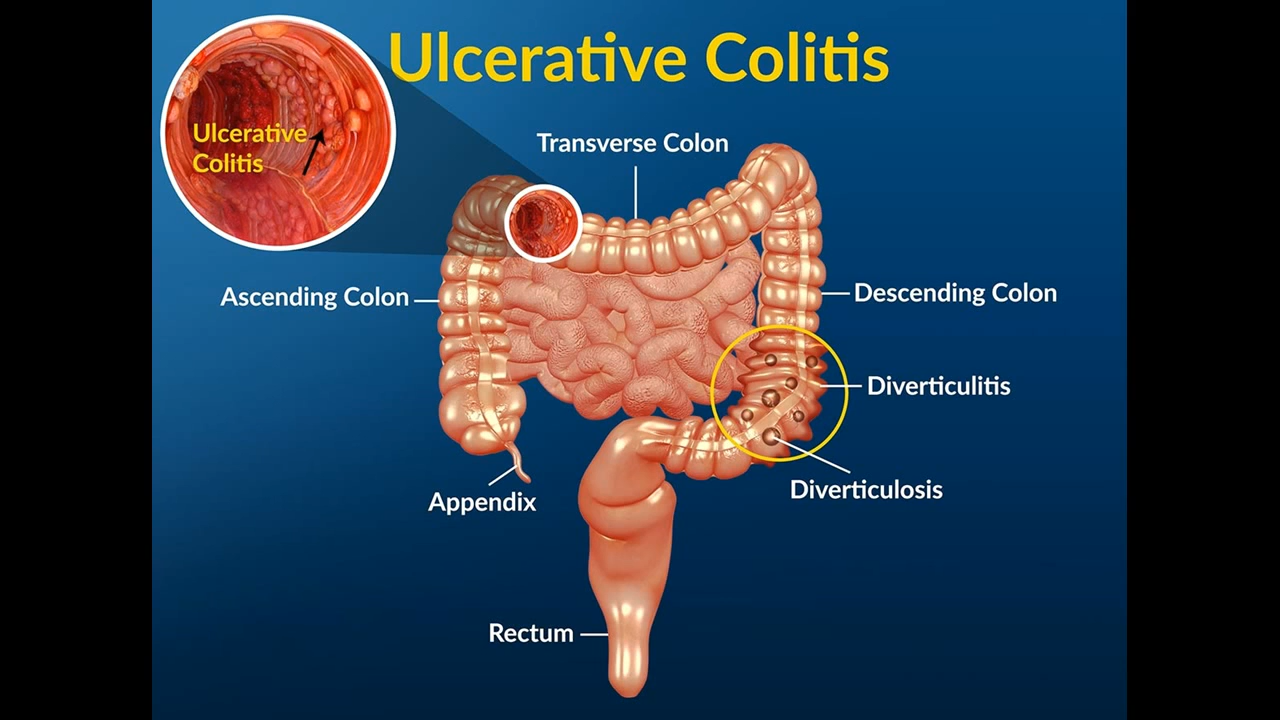 Ulcerative Colitis
Ulcerative
Colitis
Transverse Colon
Ascending Colon
Descending Colon
Diverticulitis
Diverticulosis
Appendix
Rectum